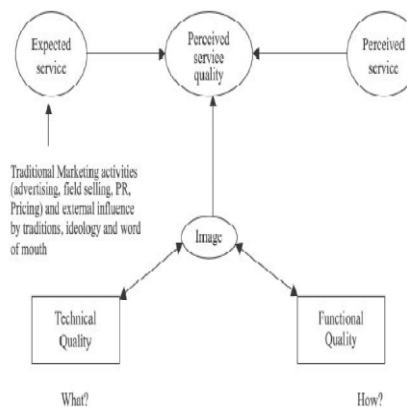 Expected
service
Perceived
service
quality
Perceived
service
Traditional Marketing activities
(advertising, field selling, PR,
Pricing) and external influence
by traditions, ideology and word
of mouth
Image
Technical
Quality
Functional
Quality
What?
How?